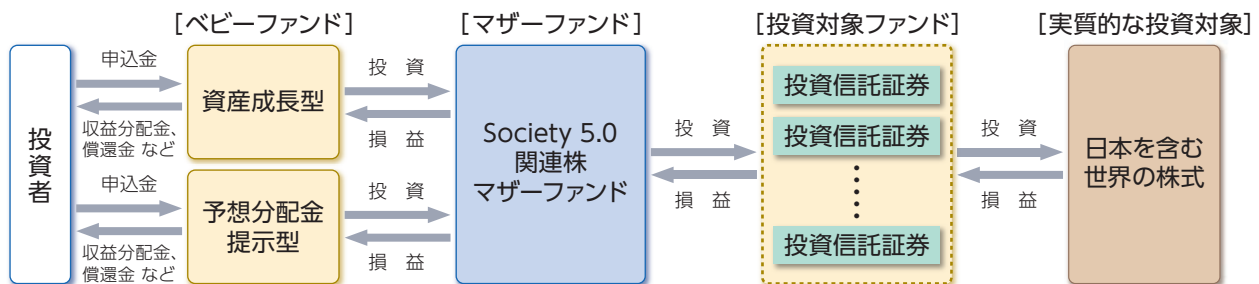 [ベビーファンド]
[マザーファンド]
[投資対象ファンド]
[実質的な投資対象]
投資者
申込金
収益分配金、
償還金 など
資産成長型
投 資
損 益
申込金
収益分配金、
償還金 など
予想分配金
提示型
投 資
損 益
Society 5.0
関連株
マザーファンド
投 資
損 益
投資信託証券
投資信託証券
投資信託証券
投 資
損 益
日本を含む
世界の株式